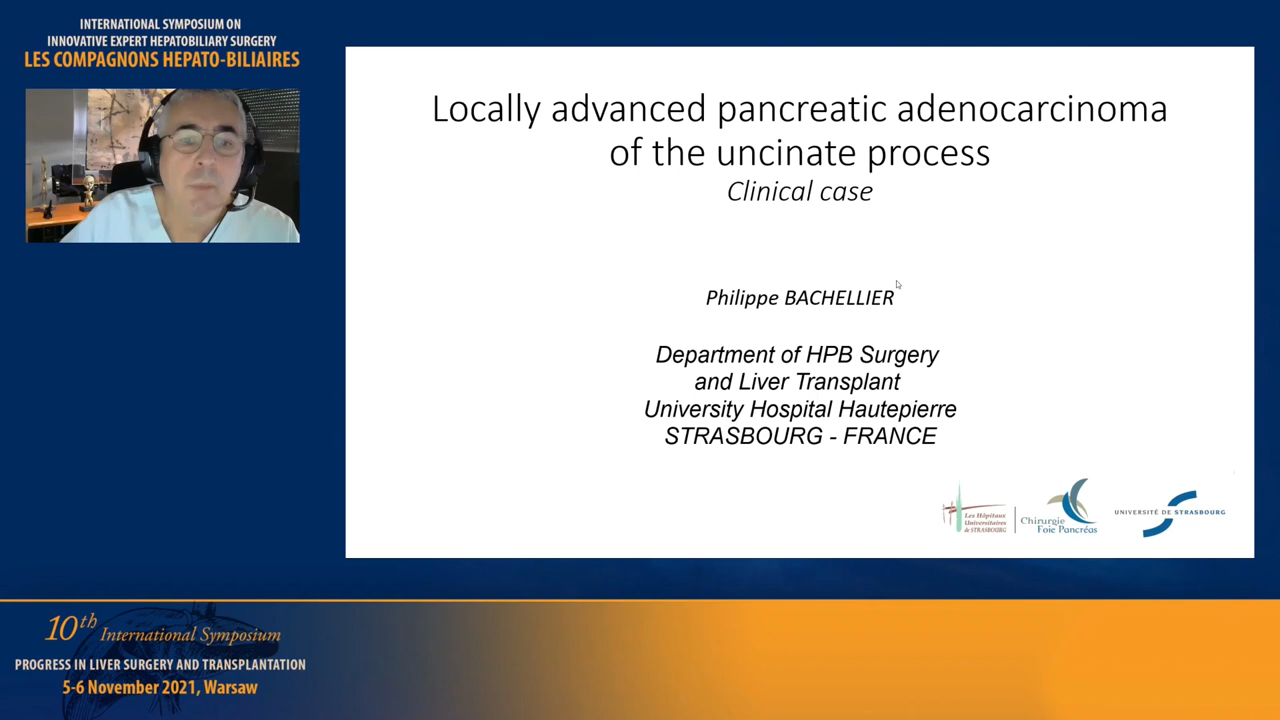 INTERNATIONAL SYMPOSIUM ON
INNOVATIVE EXPERT HEPATOBILIARY SURGERY
LES COMPAGNONS HEPATO-BILIAIRES
Locally advanced pancreatic adenocarcinoma
of the uncinate process
Clinical case
Philippe BACHELLIER
Department of HPB Surgery
and Liver Transplant
University Hospital Hautepierre
STRASBOURG - FRANCE
Les Hôpitaux
Universitaires
de STRASBOURG
Chirurgie
Foie Pancréas
UNIVERSITÉ DE STRASBOURG
10th International Symposium
PROGRESS IN LIVER SURGERY AND TRANSPLANTATION
5-6 November 2021, Warsaw